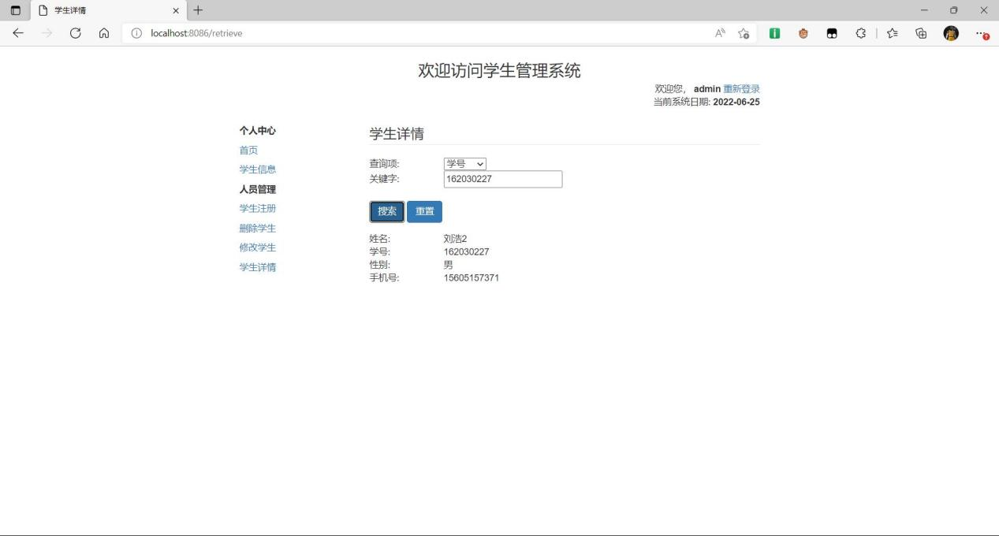 学生详情
localhost:8086/retrieve
欢迎访问学生管理系统
欢迎您， admin 重新登录
当前系统日期: 2022-06-25
个人中心
首页
学生信息
人员管理
学生注册
删除学生
修改学生
学生详情
学生详情
查询项: 学号
关键字: 162030227
搜索 重置
姓名: 刘浩2
学号: 162030227
性别: 男
手机号: 15605157371